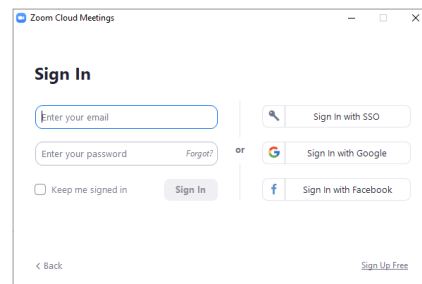 Zoom Cloud Meetings
Sign In
Enter your email
Enter your password Forgot?
Keep me signed in Sign In
or
Sign In with SSO
Sign In with Google
Sign In with Facebook
< Back
Sign Up Free